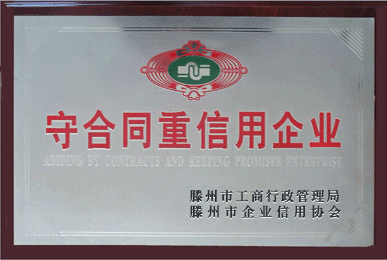 守合同重信用企业
ABIDING BY CONTRACTS AND KEEPING PROMISES ENTERPRISE
滕州市工商行政管理局
滕州市企业信用协会